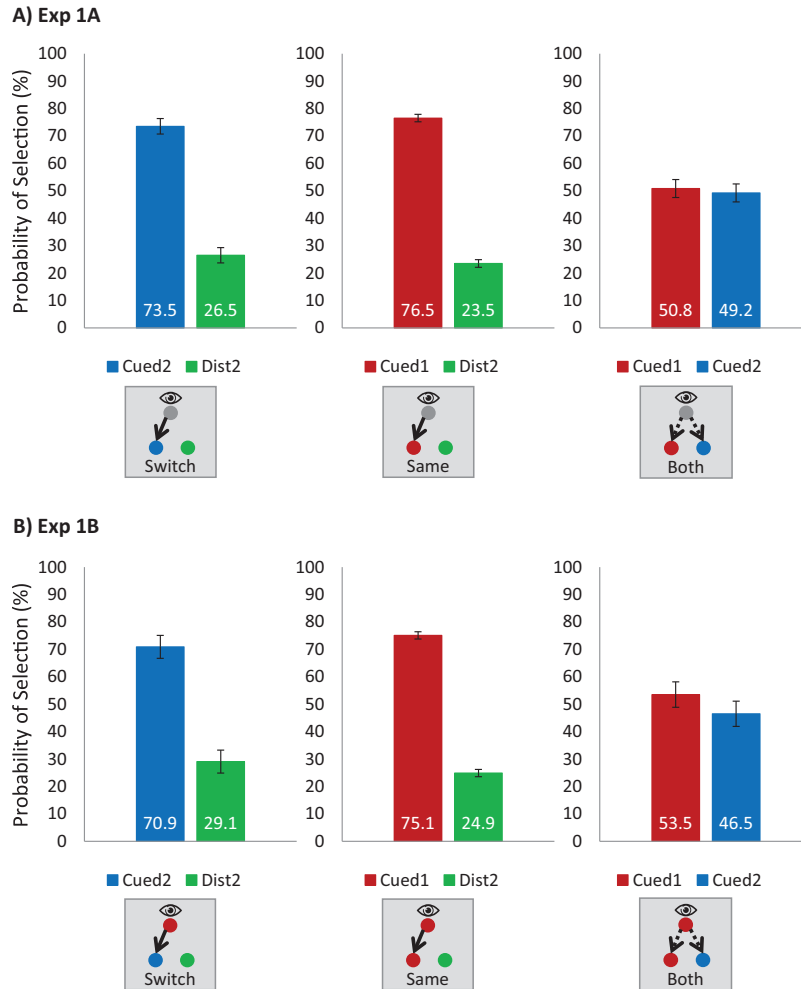 A) Exp 1A
Probability of Selection (%)
100 100 100
90 90 90
80 80 80
70 70 70
60 60 60
50 50 50
40 40 40
30 30 30
20 20 20
10 10 10
0 0 0
73.5 26.5 76.5 23.5 50.8 49.2
Cued2 Dist2 Cued1 Dist2 Cued1 Cued2
Switch Same Both
B) Exp 1B
Probability of Selection (%)
100 100 100
90 90 90
80 80 80
70 70 70
60 60 60
50 50 50
40 40 40
30 30 30
20 20 20
10 10 10
0 0 0
70.9 29.1 75.1 24.9 53.5 46.5
Cued2 Dist2 Cued1 Dist2 Cued1 Cued2
Switch Same Both